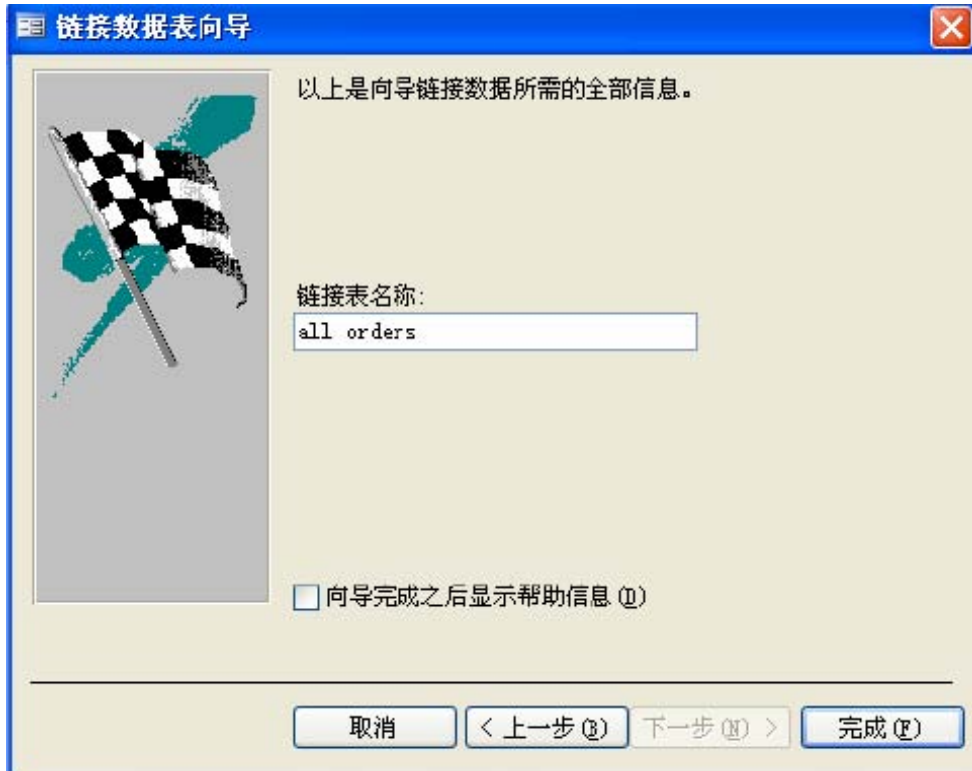 链接数据表向导
以上是向导链接数据所需的全部信息。
链接表名称:
all orders
向导完成之后显示帮助信息(D)
取消
< 上一步(B)
下一步(N) >
完成(F)